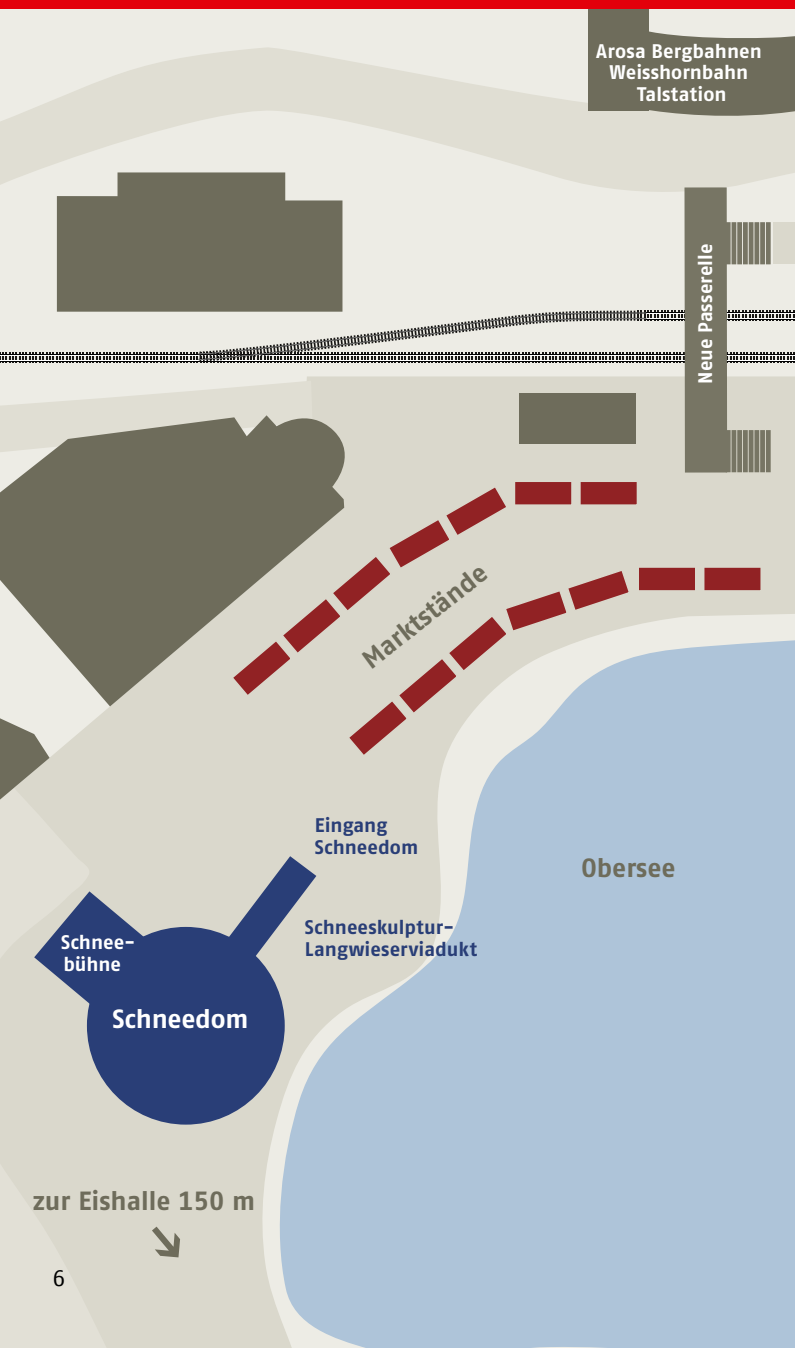 Arosa Bergbahnen
Weisshornbahn
Talstation
Neue Passerelle
Marktstände
Eingang
Schneedom
Obersee
Schneeskulptur-
Langwieserviadukt
Schnee-
bühne
Schneedom
zur Eishalle 150 m
6